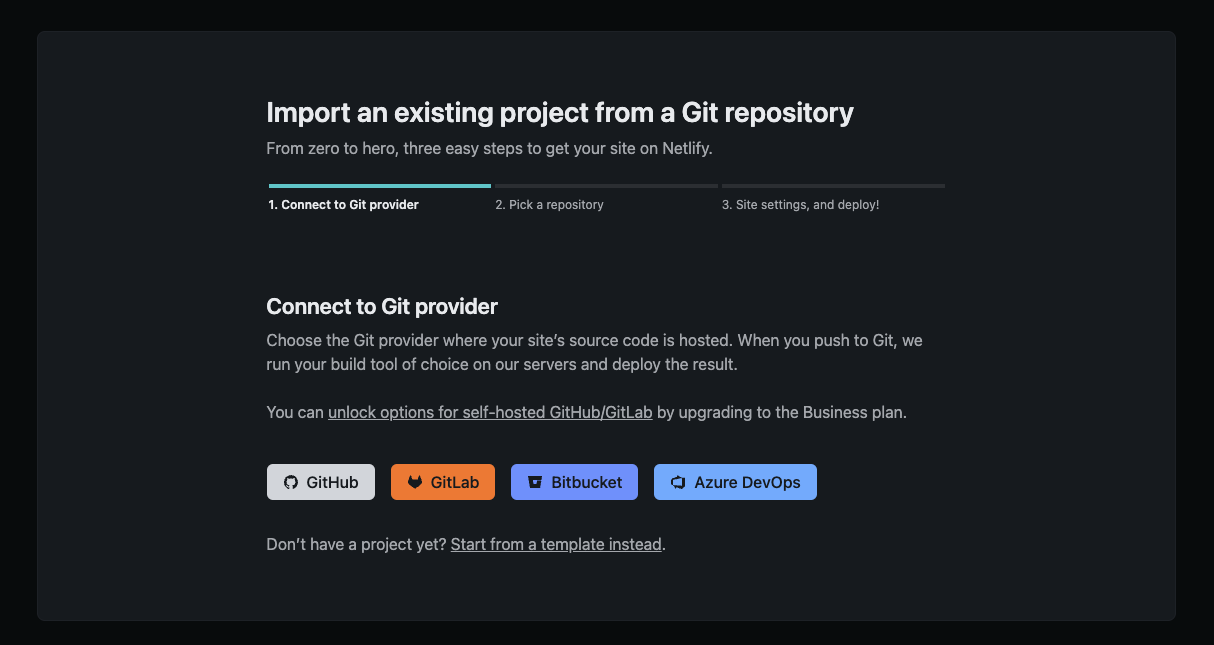 Import an existing project from a Git repository
From zero to hero, three easy steps to get your site on Netlify.
1. Connect to Git provider
2. Pick a repository
3. Site settings, and deploy!
Connect to Git provider
Choose the Git provider where your site’s source code is hosted. When you push to Git, we
run your build tool of choice on our servers and deploy the result.
You can unlock options for self-hosted GitHub/GitLab by upgrading to the Business plan.
GitHub
GitLab
Bitbucket
Azure DevOps
Don’t have a project yet? Start from a template instead.